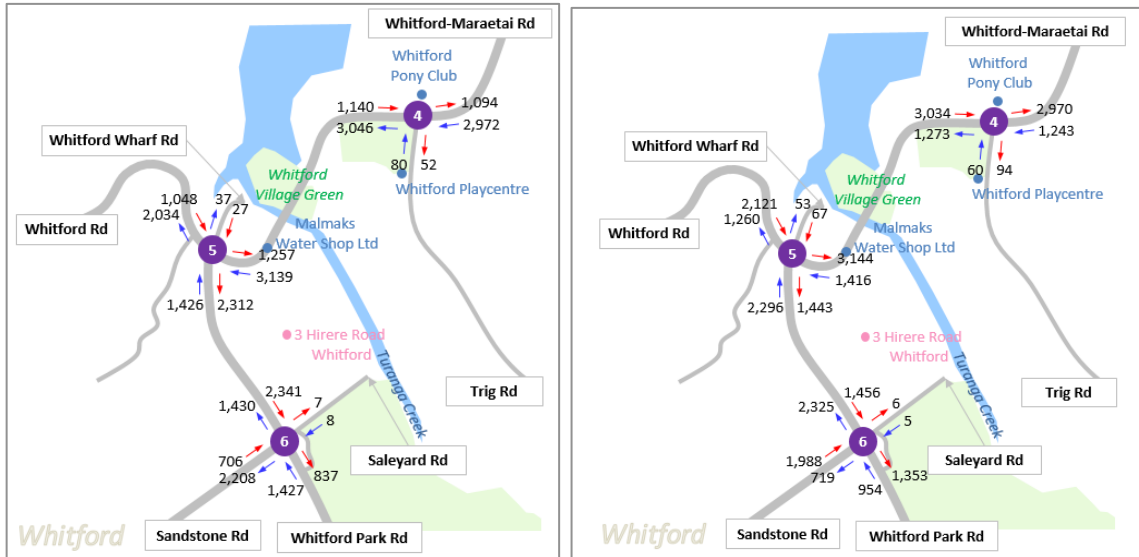 Whitford-Maraetai Rd
Whitford
Pony Club
1,140
1,094
4
3,046
2,972
Whitford Wharf Rd
80
52
Whitford
Village Green
Whitford Playcentre
1,048
37
2,034
27
Whitford Rd
Malmaks
Water Shop Ltd
5
1,257
3,139
1,426
2,312
3 Hirere Road
Whitford
Turanga Creek
Trig Rd
2,341
7
1,430
8
6
706
837
2,208
1,427
Saleyard Rd
Whitford
Sandstone Rd
Whitford Park Rd
Whitford-Maraetai Rd
Whitford
Pony Club
3,034
2,970
4
1,273
1,243
Whitford Wharf Rd
60
94
Whitford
Village Green
Whitford Playcentre
2,121
53
1,260
67
Whitford Rd
Malmaks
Water Shop Ltd
5
3,144
1,416
2,296
1,443
3 Hirere Road
Whitford
Turanga Creek
Trig Rd
1,456
6
2,325
5
6
1,988
1,353
719
954
Saleyard Rd
Whitford
Sandstone Rd
Whitford Park Rd